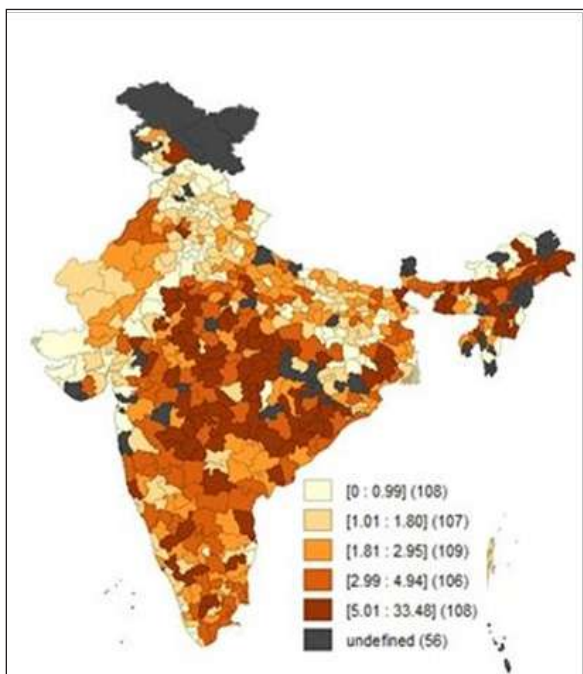 [0 : 0.99] (108)
[1.01 : 1.80] (107)
[1.81 : 2.95] (109)
[2.99 : 4.94] (106)
[5.01 : 33.48] (108)
undefined (56)